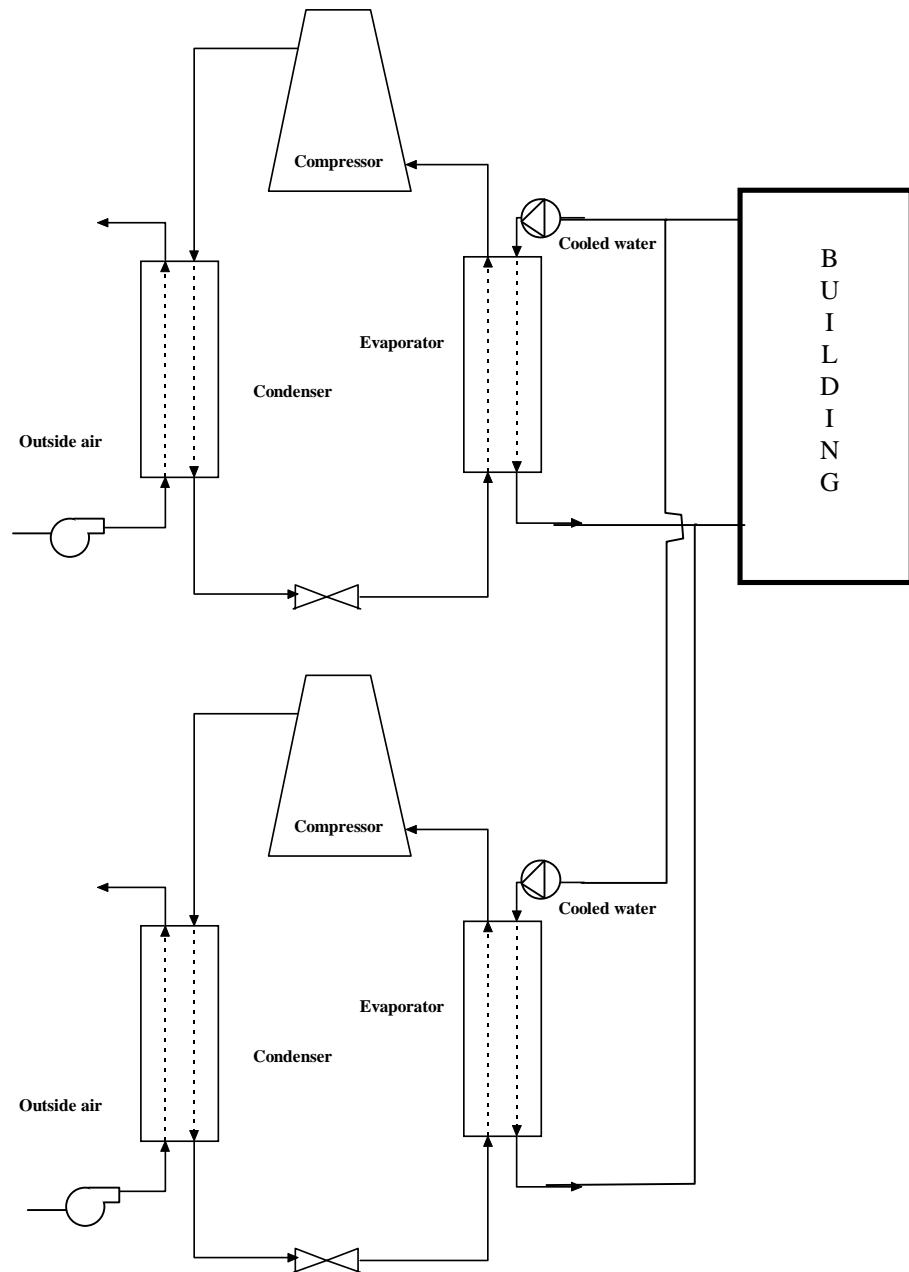 Compressor
Cooled water
Evaporator
Condenser
Outside air
B
U
I
L
D
I
N
G
Compressor
Cooled water
Evaporator
Condenser
Outside air